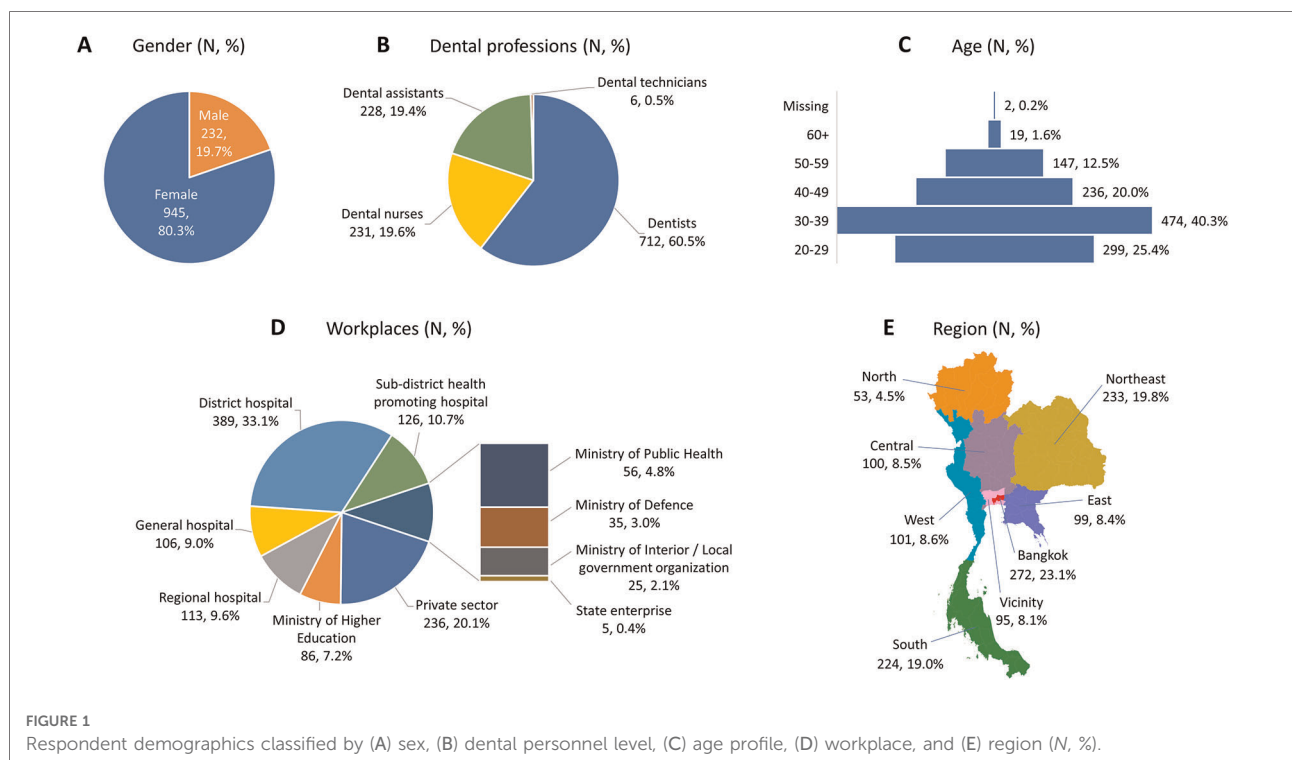 A Gender (N, %)
Male
232,
19.7%
Female
945,
80.3%
B Dental professions (N, %)
Dental technicians
6, 0.5%
Dental assistants
228, 19.4%
Dental nurses
231, 19.6%
Dentists
712, 60.5%
C Age (N, %)
Missing 2, 0.2%
60+ 19, 1.6%
50-59 147, 12.5%
40-49 236, 20.0%
30-39 474, 40.3%
20-29 299, 25.4%
D Workplaces (N, %)
Sub-district health
promoting hospital
126, 10.7%
District hospital
389, 33.1%
General hospital
106, 9.0%
Regional hospital
113, 9.6%
Ministry of Higher
Education
86, 7.2%
Private sector
236, 20.1%
Ministry of Public Health
56, 4.8%
Ministry of Defence
35, 3.0%
Ministry of Interior / Local
government organization
25, 2.1%
State enterprise
5, 0.4%
E Region (N, %)
North
53, 4.5%
Northeast
233, 19.8%
Central
100, 8.5%
East
99, 8.4%
West
101, 8.6%
Bangkok
272, 23.1%
Vicinity
95, 8.1%
South
224, 19.0%
FIGURE 1
Respondent demographics classified by (A) sex, (B) dental personnel level, (C) age profile, (D) workplace, and (E) region (N, %).